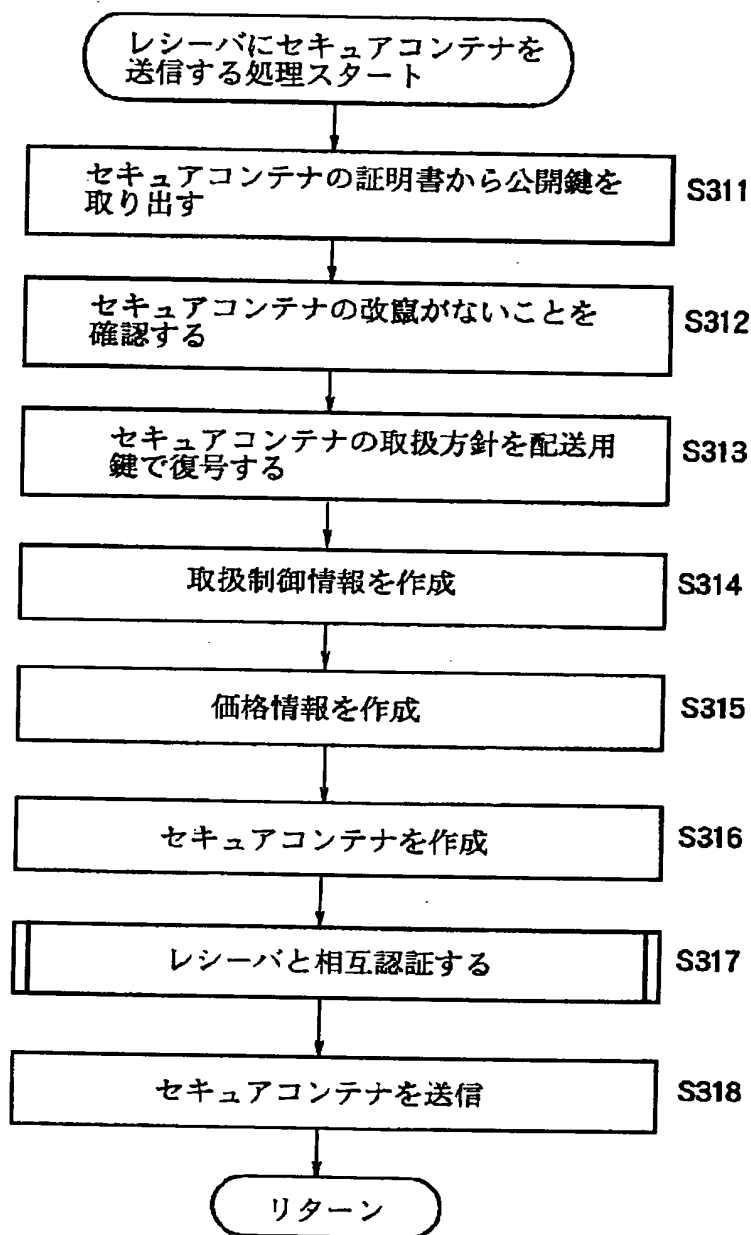 レシーバにセキュアコンテナを
送信する処理スタート
セキュアコンテナの証明書から公開鍵を
取り出す
S311
セキュアコンテナの改竄がないことを
確認する
S312
セキュアコンテナの取扱方針を配送用
鍵で復号する
S313
取扱制御情報を作成
S314
価格情報を作成
S315
セキュアコンテナを作成
S316
レシーバと相互認証する
S317
セキュアコンテナを送信
S318
リターン